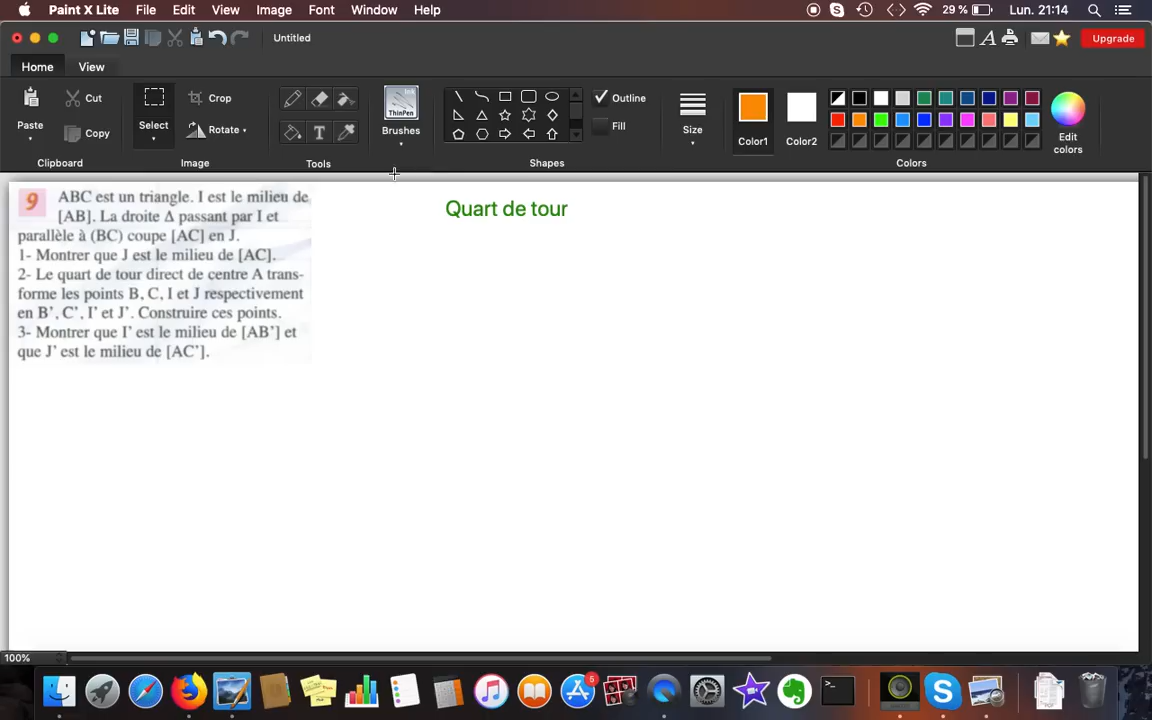 Paint X Lite File Edit View Image Font Window Help 29 % Lun. 21:14
Untitled
Upgrade
Home View
Paste Cut Copy Select Crop Rotate Ink ThinPen Brushes Outline Fill Size Color1 Color2 Edit colors
Clipboard Image Tools Shapes Colors
Quart de tour
9 ABC est un triangle. I est le milieu de
[AB]. La droite Δ passant par I et
parallèle à (BC) coupe [AC] en J.
1- Montrer que J est le milieu de [AC].
2- Le quart de tour direct de centre A trans-
forme les points B, C, I et J respectivement
en B’, C’, I’ et J’. Construire ces points.
3- Montrer que I’ est le milieu de [AB’] et
que J’ est le milieu de [AC’].
100%
5